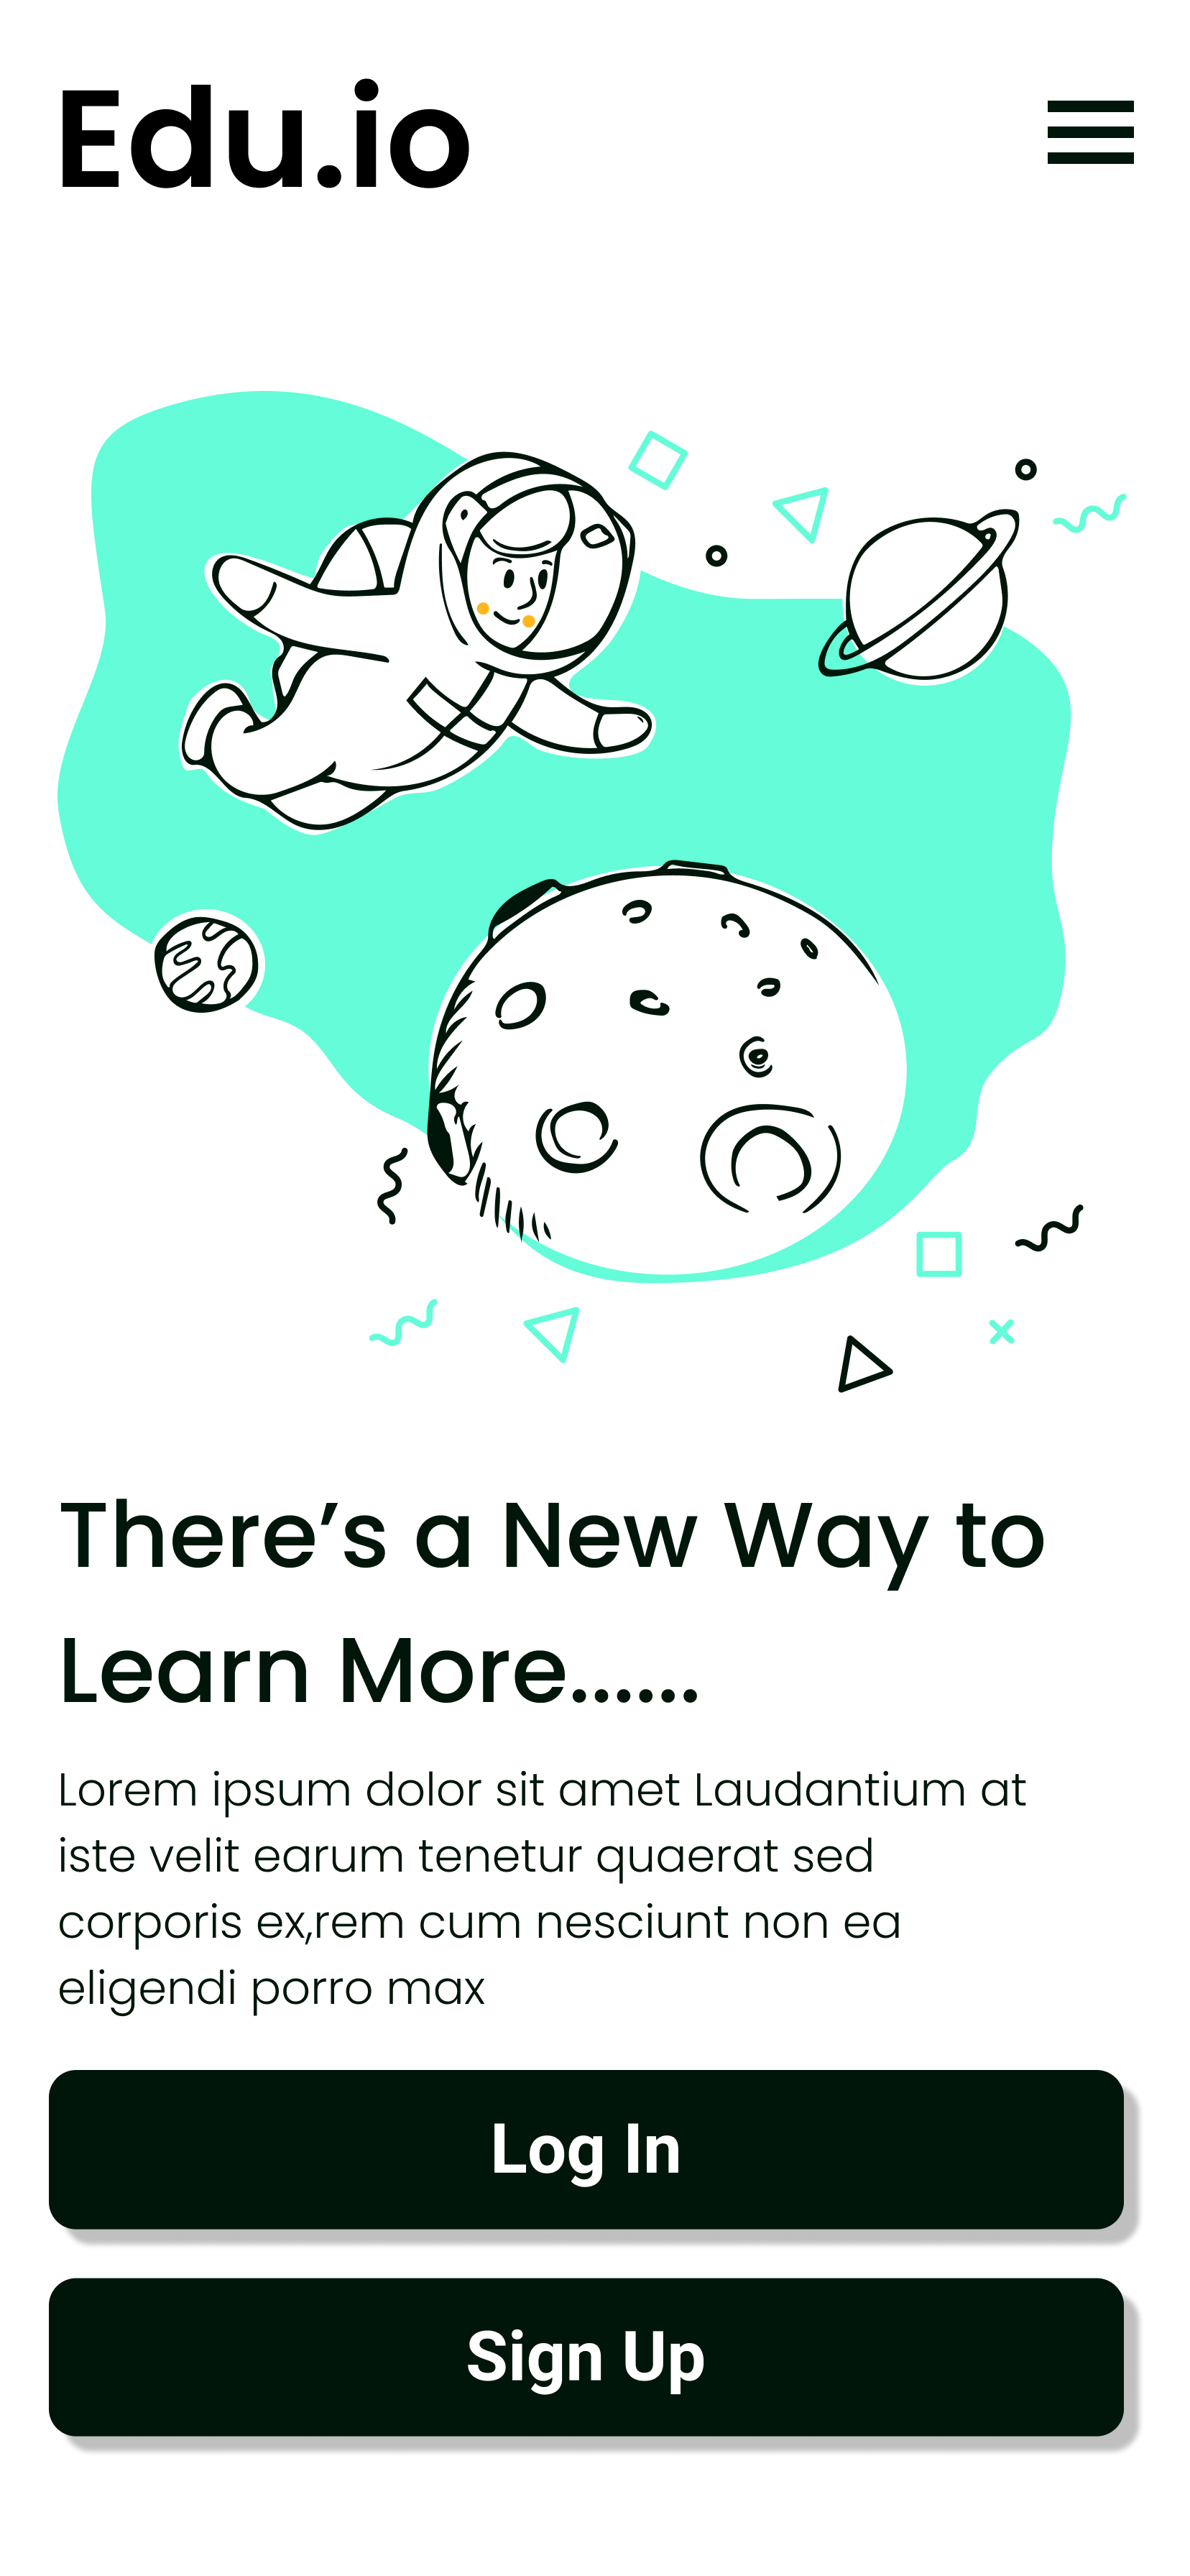 Edu.io
There’s a New Way to
Learn More......
Lorem ipsum dolor sit amet Laudantium at
iste velit earum tenetur quaerat sed
corporis ex,rem cum nesciunt non ea
eligendi porro max
Log In
Sign Up